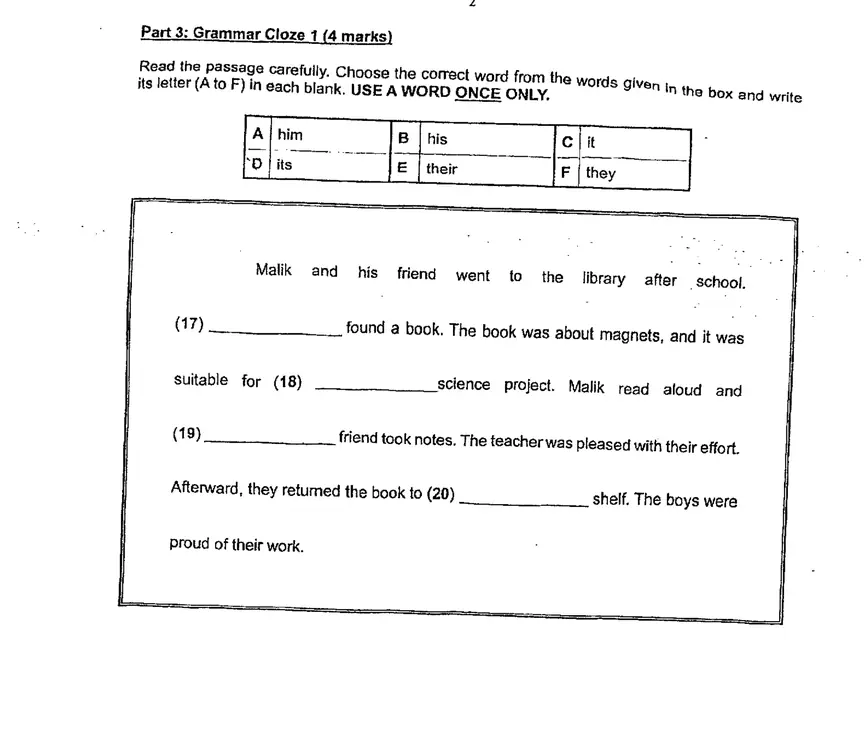 2
Part 3: Grammar Cloze 1 (4 marks)
Read the passage carefully. Choose the correct word from the words given in the box and write
its letter (A to F) in each blank. USE A WORD ONCE ONLY.
A him B his C it
D its E their F they
Malik and his friend went to the library after school.
(17) ______________ found a book. The book was about magnets, and it was
suitable for (18) ______________science project. Malik read aloud and
(19)______________ friend took notes. The teacher was pleased with their effort.
Afterward, they returned the book to (20) ______________ shelf. The boys were
proud of their work.